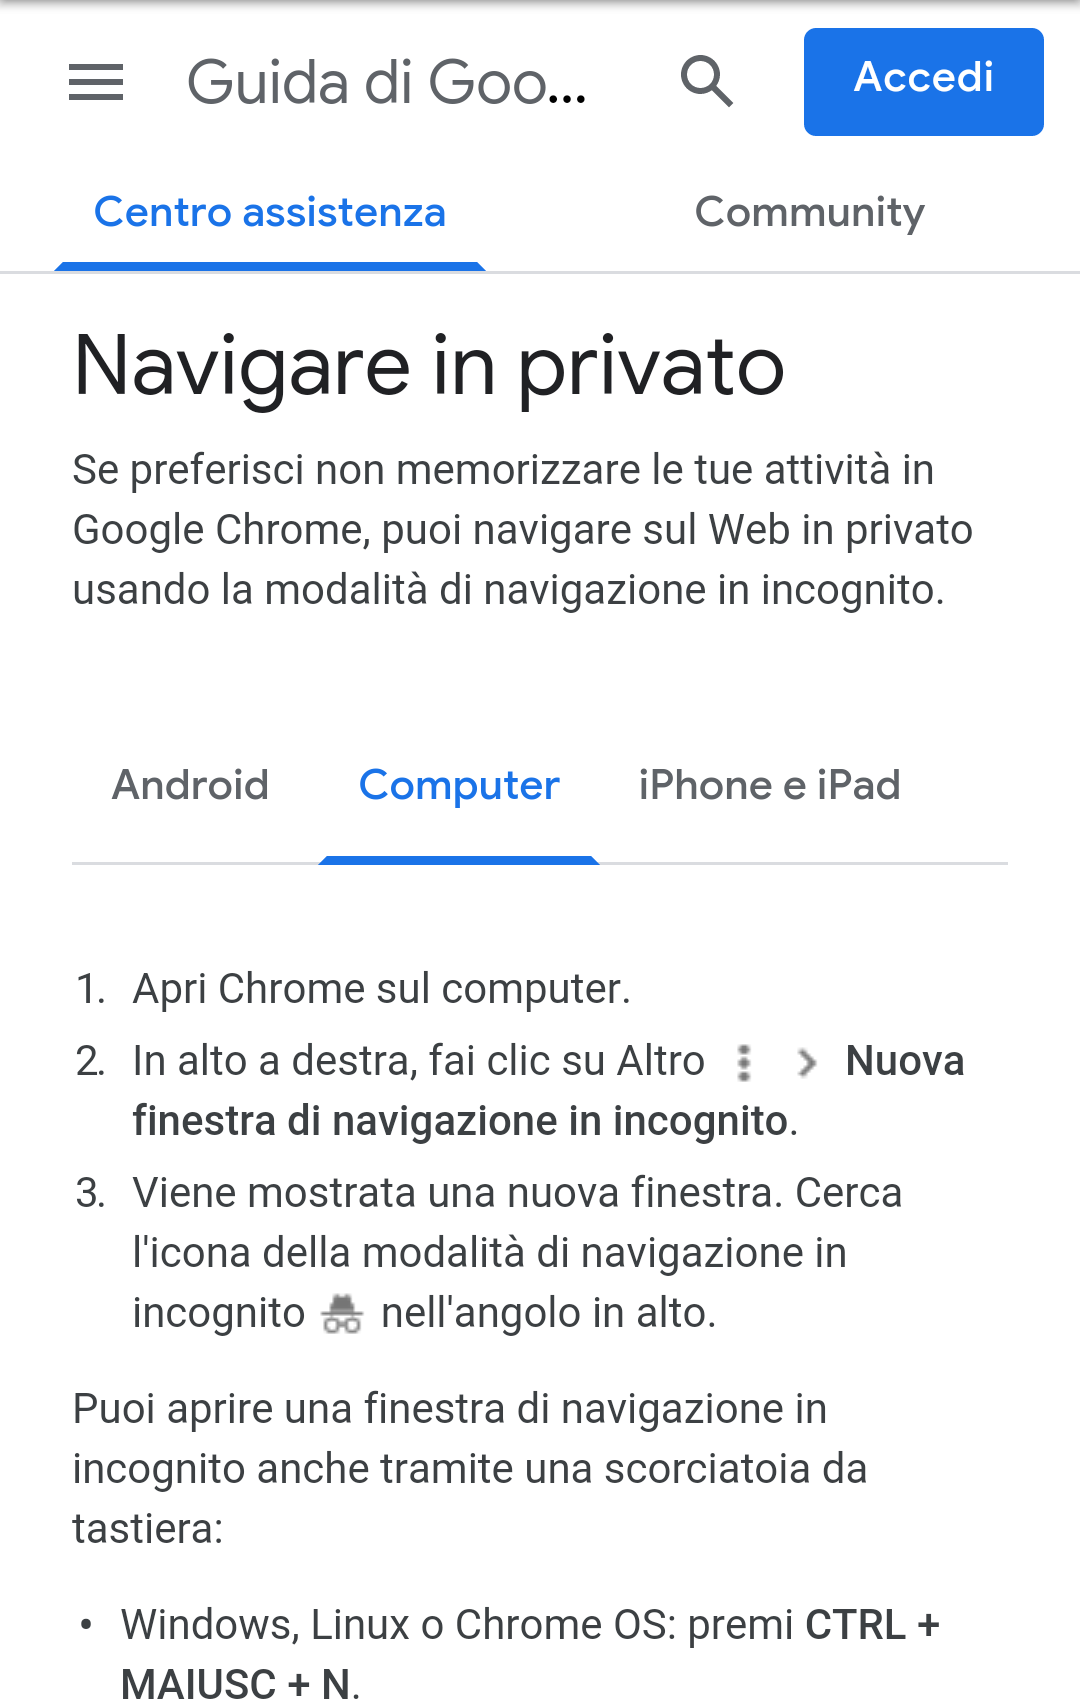 Guida di Goo...
Accedi
Centro assistenza
Community
Navigare in privato
Se preferisci non memorizzare le tue attività in
Google Chrome, puoi navigare sul Web in privato
usando la modalità di navigazione in incognito.
Android
Computer
iPhone e iPad
1. Apri Chrome sul computer.
2. In alto a destra, fai clic su Altro > Nuova
finestra di navigazione in incognito.
3. Viene mostrata una nuova finestra. Cerca
l'icona della modalità di navigazione in
incognito nell'angolo in alto.
Puoi aprire una finestra di navigazione in
incognito anche tramite una scorciatoia da
tastiera:
• Windows, Linux o Chrome OS: premi CTRL +
MAIUSC + N.